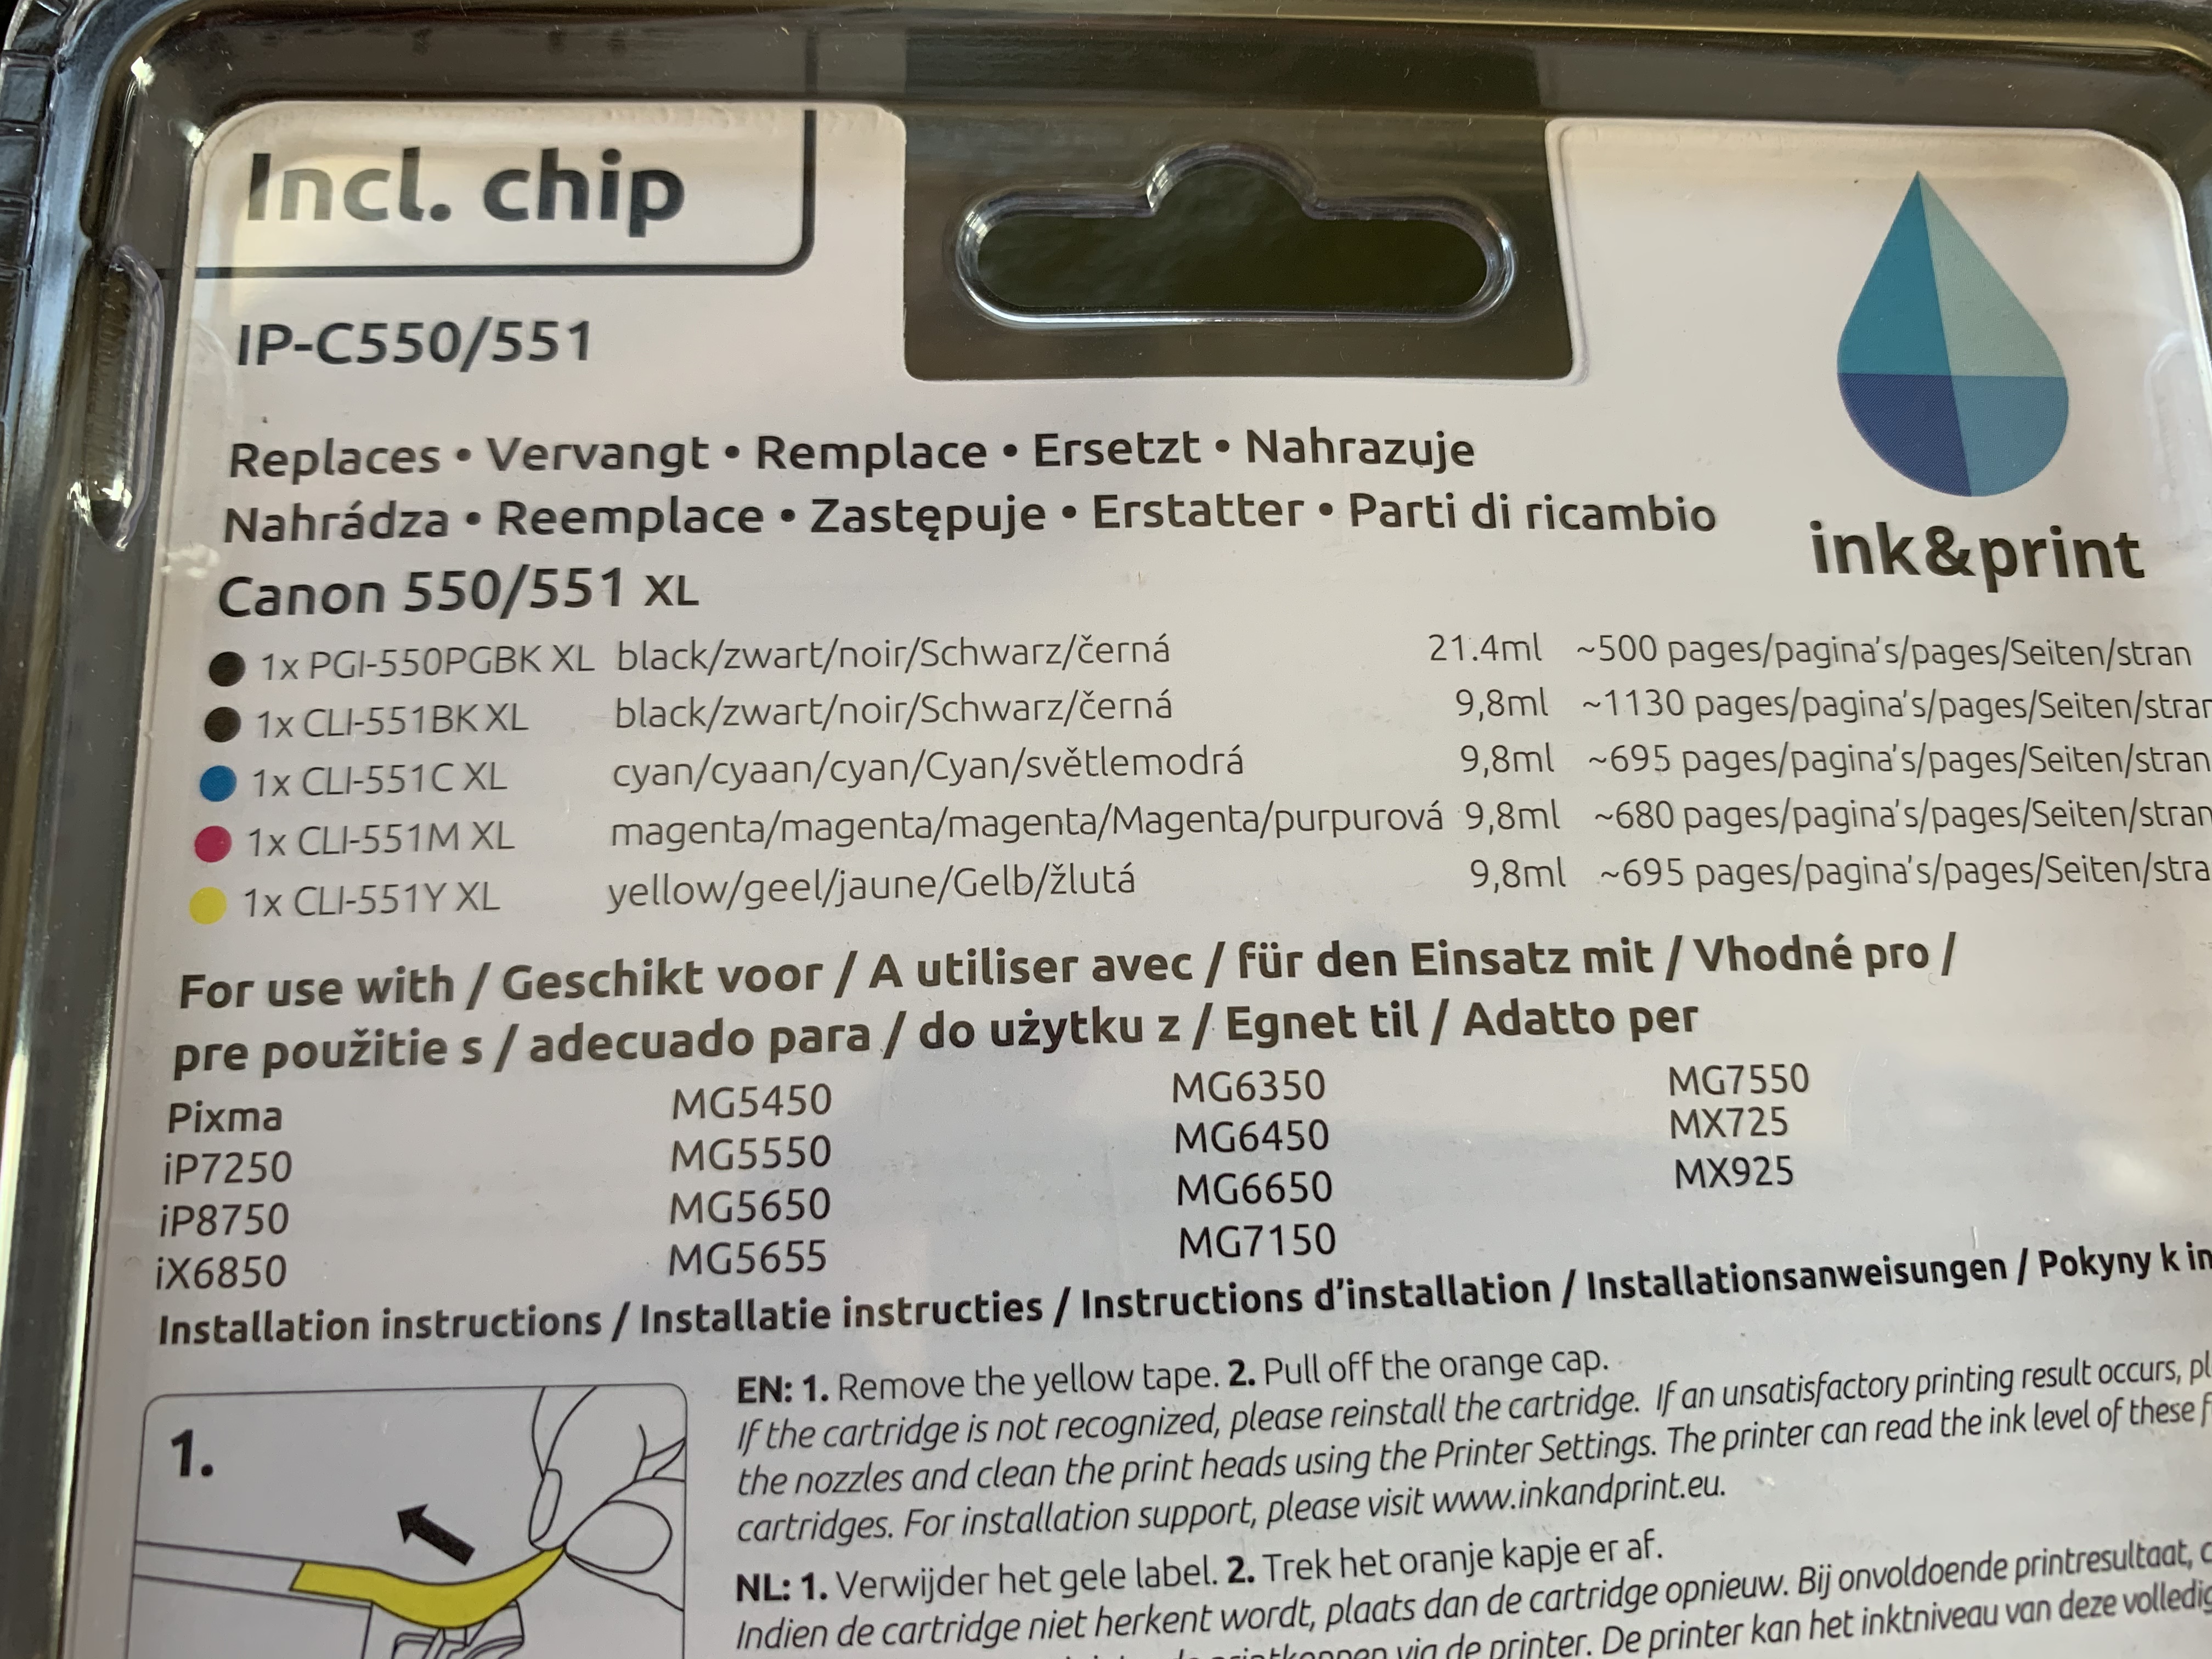 Incl. chip
IP-C550/551
Replaces • Vervangt • Remplace • Ersetzt • Nahrazuje
Nahrádza • Reemplace • Zastępuje • Erstatter • Parti di ricambio
ink&print
Canon 550/551 XL
1x PGI-550PGBK XL black/zwart/noir/Schwarz/černá 21.4ml ~500 pages/pagina's/pages/Seiten/stran
1x CLI-551BK XL black/zwart/noir/Schwarz/černá 9,8ml ~1130 pages/pagina's/pages/Seiten/stran
1x CLI-551C XL cyan/cyaan/cyan/Cyan/světlemodrá 9,8ml ~695 pages/pagina's/pages/Seiten/stran
1x CLI-551M XL magenta/magenta/magenta/Magenta/purpurová 9,8ml ~680 pages/pagina's/pages/Seiten/stran
1x CLI-551Y XL yellow/geel/jaune/Gelb/žlutá 9,8ml ~695 pages/pagina's/pages/Seiten/stra
For use with / Geschikt voor / A utiliser avec / für den Einsatz mit / Vhodné pro /
pre použitie s / adecuado para / do użytku z / Egnet til / Adatto per
Pixma MG5450 MG6350 MG7550
iP7250 MG5550 MG6450 MX725
iP8750 MG5650 MG6650 MX925
iX6850 MG5655 MG7150
Installation instructions / Installatie instructies / Instructions d'installation / Installationsanweisungen / Pokyny k in
1.
EN: 1. Remove the yellow tape. 2. Pull off the orange cap.
If the cartridge is not recognized, please reinstall the cartridge. If an unsatisfactory printing result occurs, pl
the nozzles and clean the print heads using the Printer Settings. The printer can read the ink level of these f
cartridges. For installation support, please visit www.inkandprint.eu.
NL: 1. Verwijder het gele label. 2. Trek het oranje kapje er af.
Indien de cartridge niet herkent wordt, plaats dan de cartridge opnieuw. Bij onvoldoende printresultaat, c
via de printer. De printer kan het inktniveau van deze volledig